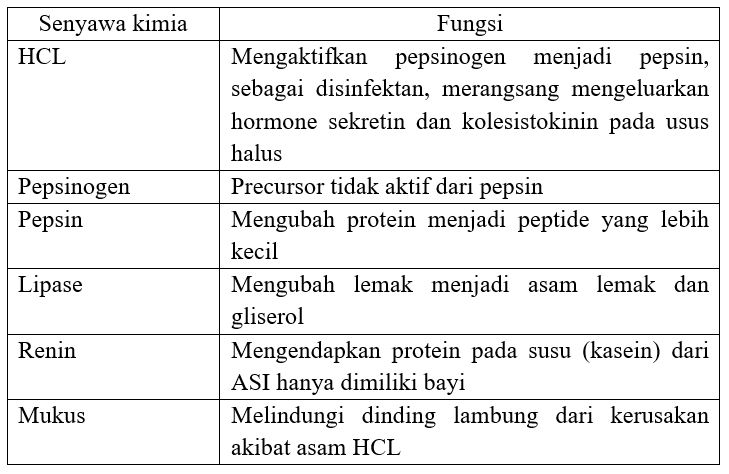 Senyawa kimia Fungsi
HCL Mengaktifkan pepsinogen menjadi pepsin,
sebagai disinfektan, merangsang mengeluarkan
hormone sekretin dan kolesistokinin pada usus
halus
Pepsinogen Precursor tidak aktif dari pepsin
Pepsin Mengubah protein menjadi peptide yang lebih
kecil
Lipase Mengubah lemak menjadi asam lemak dan
gliserol
Renin Mengendapkan protein pada susu (kasein) dari
ASI hanya dimiliki bayi
Mukus Melindungi dinding lambung dari kerusakan
akibat asam HCL